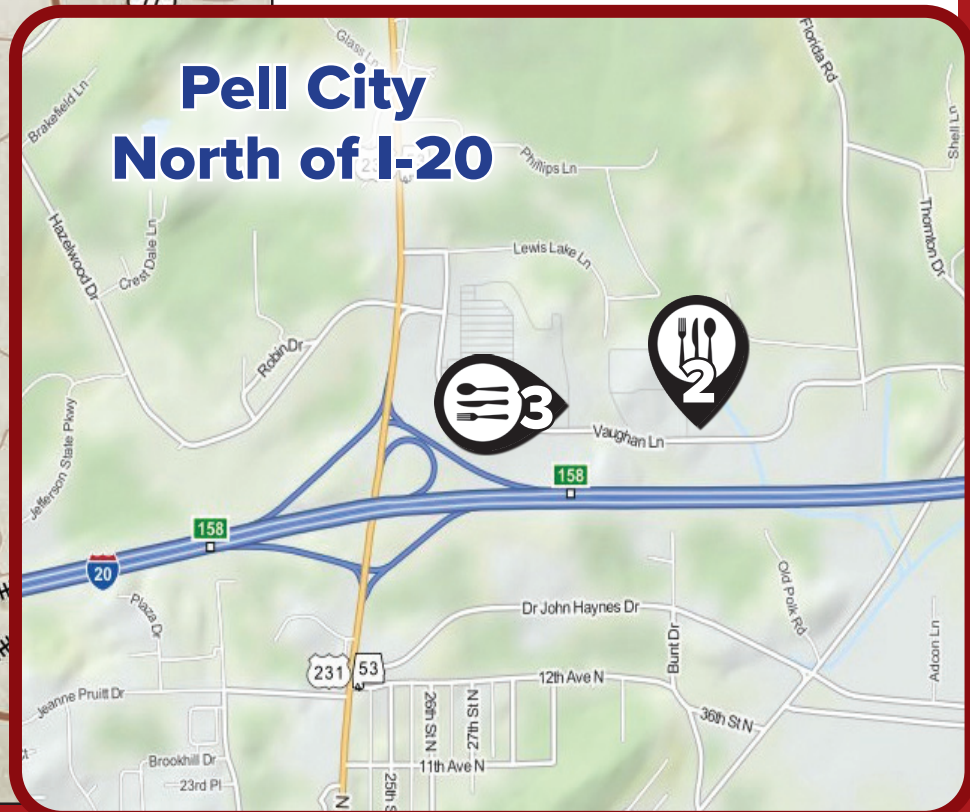 77
Glass Ln
Florida Rd
Pell City
North of I-20
Brakefield Ln
Shell Ln
Phillips Ln
Thornton Dr
Hazelwood Dr
Crest Dale Ln
Lewis Lake Ln
Robin Dr
2
3
Vaughan Ln
Jefferson State Pkwy
158
158
20
Plaza Dr
Dr John Haynes Dr
Old Polk Rd
Bunt Dr
Adcon Ln
231
53
12th Ave N
Jeanne Pruitt Dr
26th St N
27th St N
36th St N
11th Ave N
Brookhill Dr
23rd Pl
25th S
N